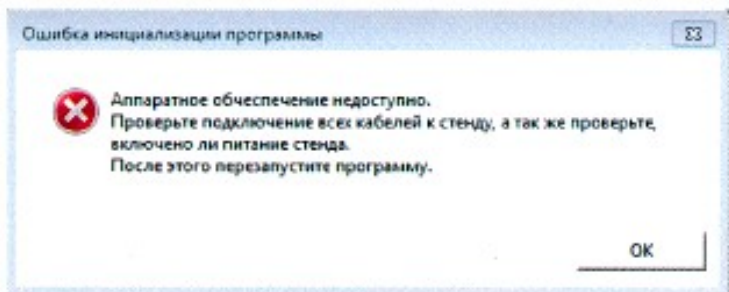 Ошибка инициализации программы
Аппаратное обчеспечение недоступно.
Проверьте подключение всех кабелей к стенду, а так же проверьте,
включено ли питание стенда.
После этого перезапустите программу.
OK